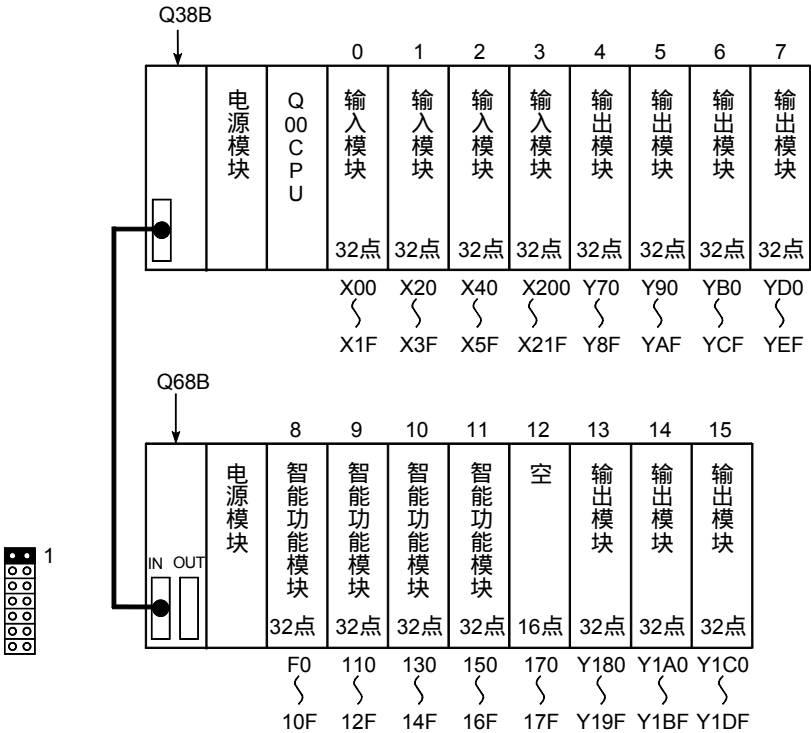 Q38B
0 1 2 3 4 5 6 7
电源模块
Q00CPU
输入模块
输入模块
输入模块
输入模块
输出模块
输出模块
输出模块
输出模块
32点 32点 32点 32点 32点 32点 32点 32点
X00 X20 X40 X200 Y70 Y90 YB0 YD0
X1F X3F X5F X21F Y8F YAF YCF YEF
Q68B
8 9 10 11 12 13 14 15
电源模块
智能功能模块
智能功能模块
智能功能模块
智能功能模块
空
输出模块
输出模块
输出模块
1
IN OUT
32点 32点 32点 32点 16点 32点 32点 32点
F0 110 130 150 170 Y180 Y1A0 Y1C0
10F 12F 14F 16F 17F Y19F Y1BF Y1DF